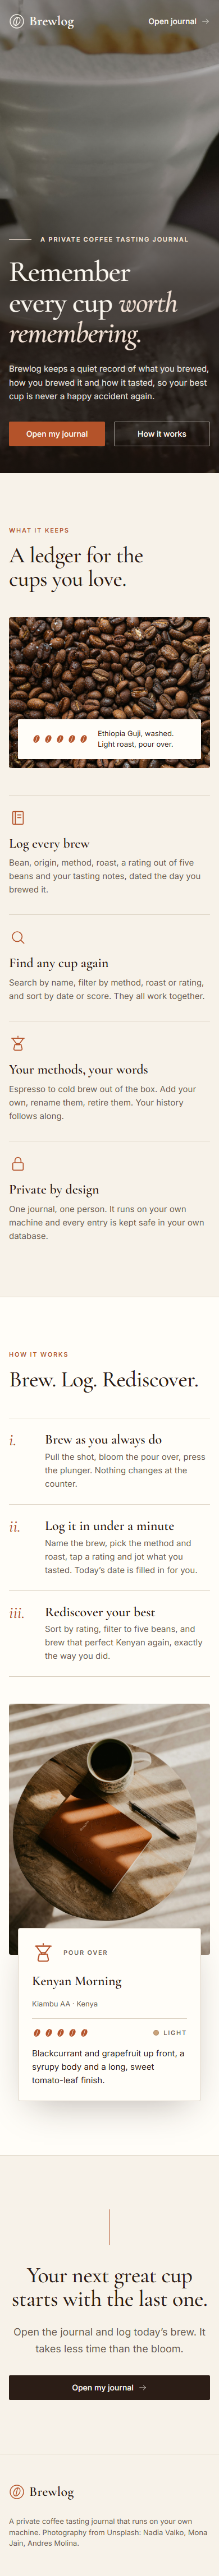 Brewlog
Open journal →
A PRIVATE COFFEE TASTING JOURNAL
Remember
every cup worth
remembering.
Brewlog keeps a quiet record of what you brewed,
how you brewed it and how it tasted, so your best
cup is never a happy accident again.
Open my journal
How it works
WHAT IT KEEPS
A ledger for the
cups you love.
Ethiopia Guji, washed.
Light roast, pour over.
Log every brew
Bean, origin, method, roast, a rating out of five
beans and your tasting notes, dated the day you
brewed it.
Find any cup again
Search by name, filter by method, roast or rating,
and sort by date or score. They all work together.
Your methods, your words
Espresso to cold brew out of the box. Add your
own, rename them, retire them. Your history
follows along.
Private by design
One journal, one person. It runs on your own
machine and every entry is kept safe in your own
database.
HOW IT WORKS
Brew. Log. Rediscover.
i.
Brew as you always do
Pull the shot, bloom the pour over, press
the plunger. Nothing changes at the
counter.
ii.
Log it in under a minute
Name the brew, pick the method and
roast, tap a rating and jot what you
tasted. Today’s date is filled in for you.
iii.
Rediscover your best
Sort by rating, filter to five beans, and
brew that perfect Kenyan again, exactly
the way you did.
POUR OVER
Kenyan Morning
Kiambu AA · Kenya
LIGHT
Blackcurrant and grapefruit up front, a
syrupy body and a long, sweet
tomato-leaf finish.
Your next great cup
starts with the last one.
Open the journal and log today’s brew. It
takes less time than the bloom.
Open my journal →
Brewlog
A private coffee tasting journal that runs on your own
machine. Photography from Unsplash: Nadia Valko, Mona
Jain, Andres Molina.